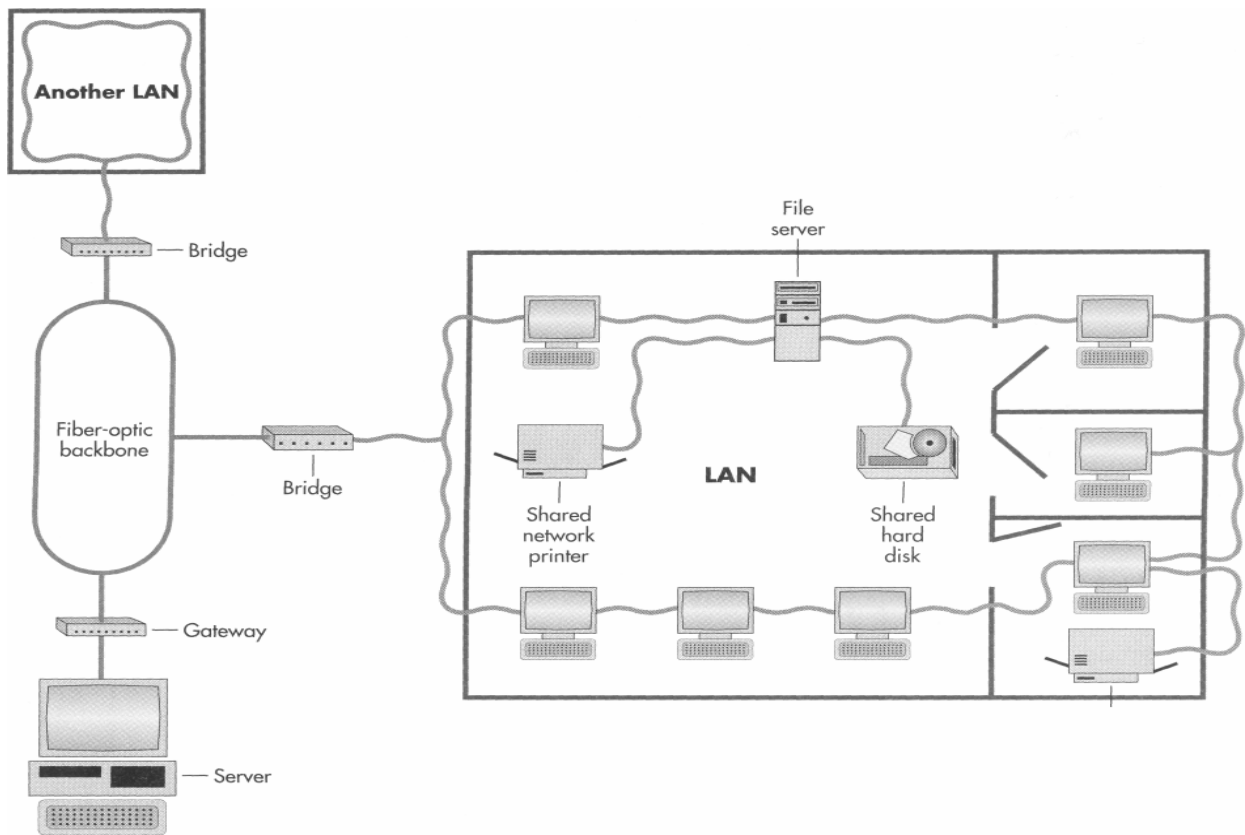 Another LAN
Bridge
File
server
Fiber-optic
backbone
Bridge
LAN
Shared
network
printer
Shared
hard
disk
Gateway
Server